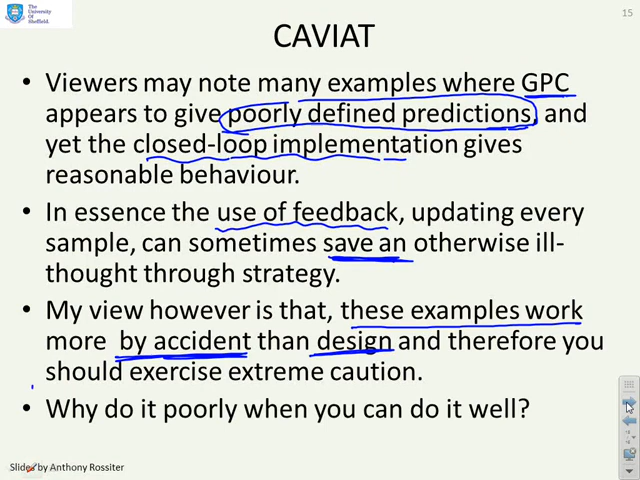 The
University
Of
Sheffield.
15
CAVIAT
• Viewers may note many examples where GPC
appears to give poorly defined predictions, and
yet the closed-loop implementation gives
reasonable behaviour.
• In essence the use of feedback, updating every
sample, can sometimes save an otherwise ill-
thought through strategy.
• My view however is that, these examples work
more by accident than design and therefore you
should exercise extreme caution.
• Why do it poorly when you can do it well?
Slides by Anthony Rossiter